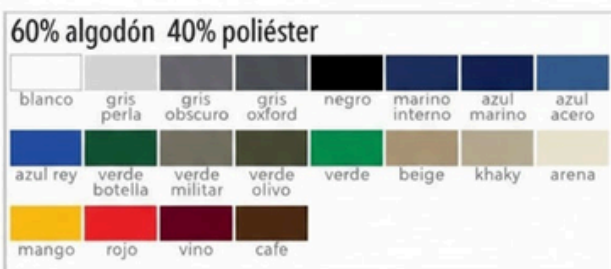 60% algodón 40% poliéster
blanco gris perla gris obscuro gris oxford negro marino interno azul marino azul acero
azul rey verde botella verde militar verde olivo verde beige khaky arena
mango rojo vino cafe